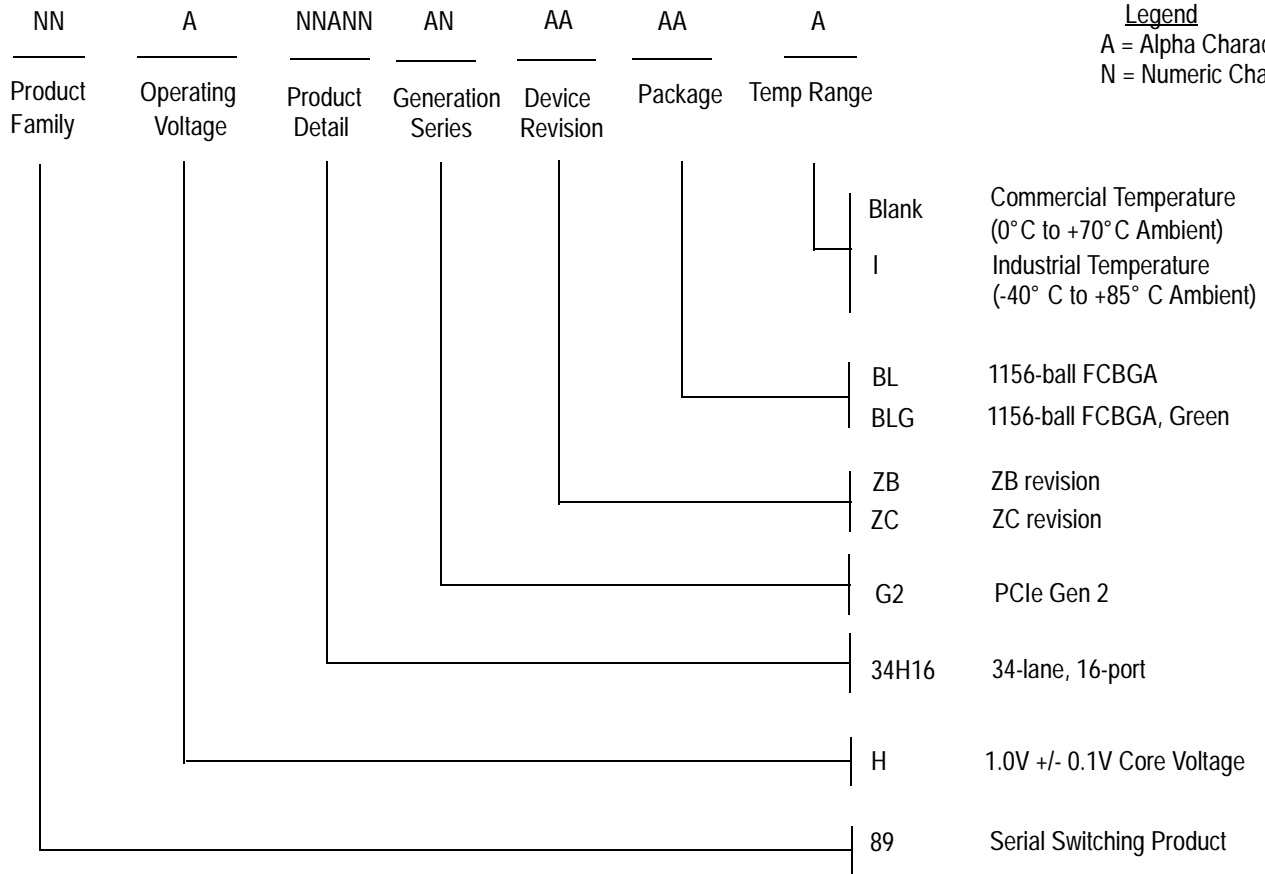 NN A NNANN AN AA AA A
Legend
A = Alpha
N = Numeric
Product Family
Operating Voltage
Product Detail
Generation Series
Device Revision
Package
Temp Range
Blank Commercial Temperature
(0°C to +70°C Ambient)
I Industrial Temperature
(-40° C to +85° C Ambient)
BL 1156-ball FCBGA
BLG 1156-ball FCBGA, Green
ZB ZB revision
ZC ZC revision
G2 PCIe Gen 2
34H16 34-lane, 16-port
H 1.0V +/- 0.1V Core Voltage
89 Serial Switching Product